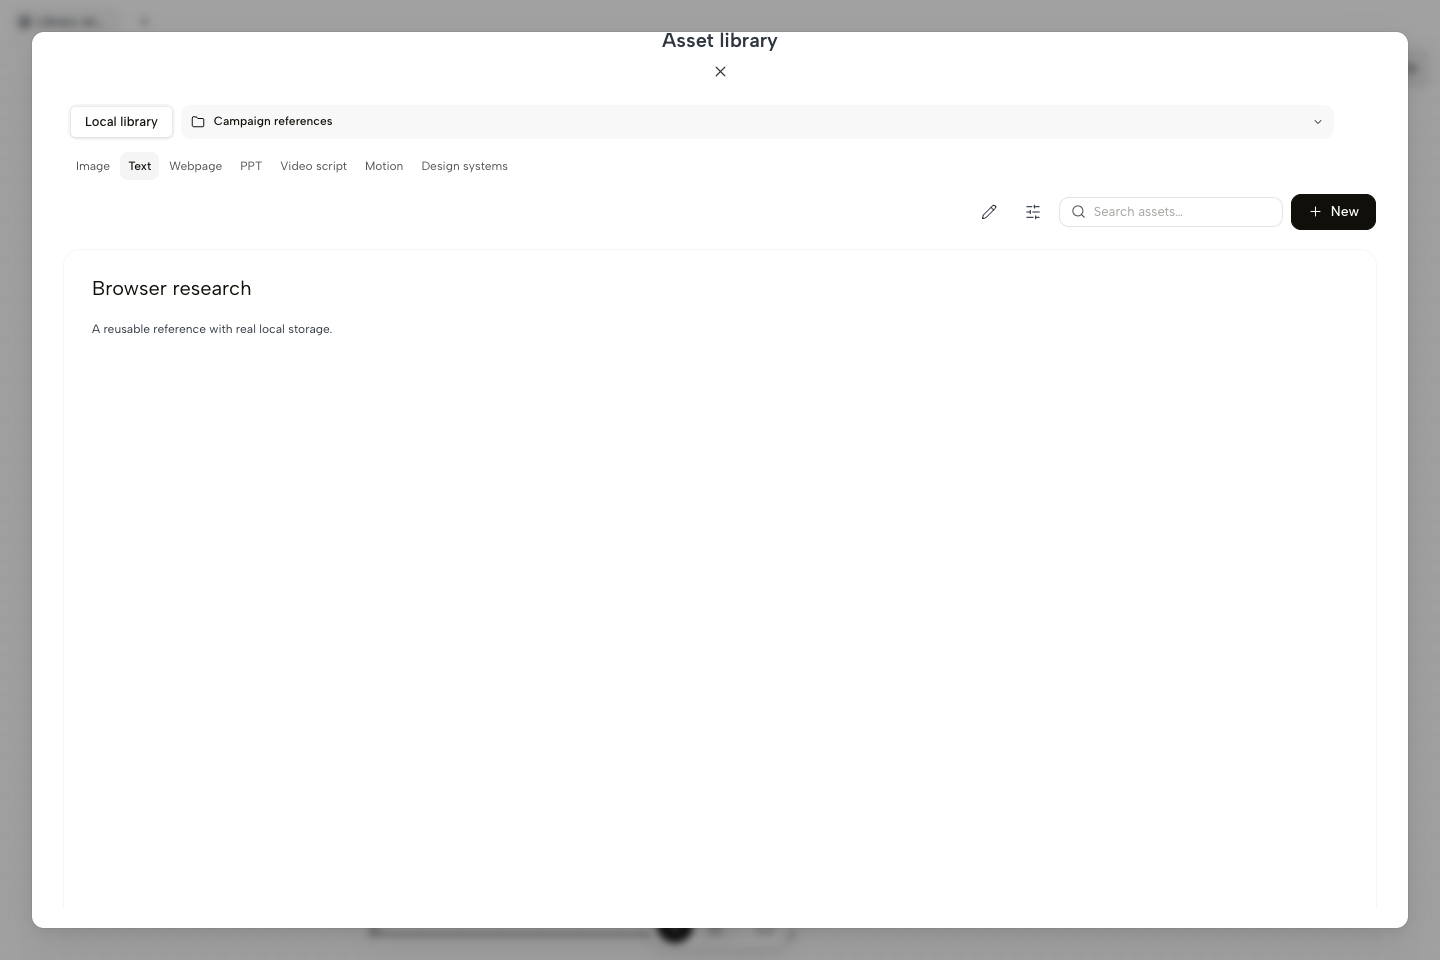 Asset library
Local library
Campaign references
Image Text Webpage PPT Video script Motion Design systems
Search assets...
New
Browser research
A reusable reference with real local storage.